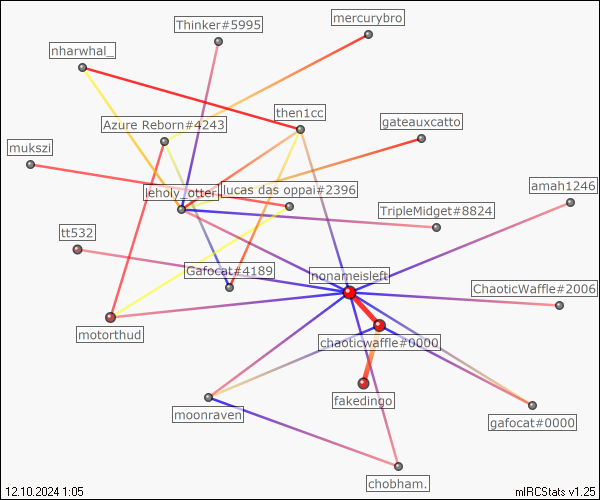 mercurybro
Thinker#5995
nharwhal_
then1cc
Azure Reborn#4243
gateauxcatto
mukszi
jeholy_otter
lucas das oppai#2396
amah1246
TripleMidget#8824
tt532
Gafocat#4189
nonameisleft
ChaoticWaffle#2006
motorthud
chaoticwaffle#0000
fakedingo
moonraven
gafocat#0000
chobham.
12.10.2024 1:05
mIRCStats v1.25